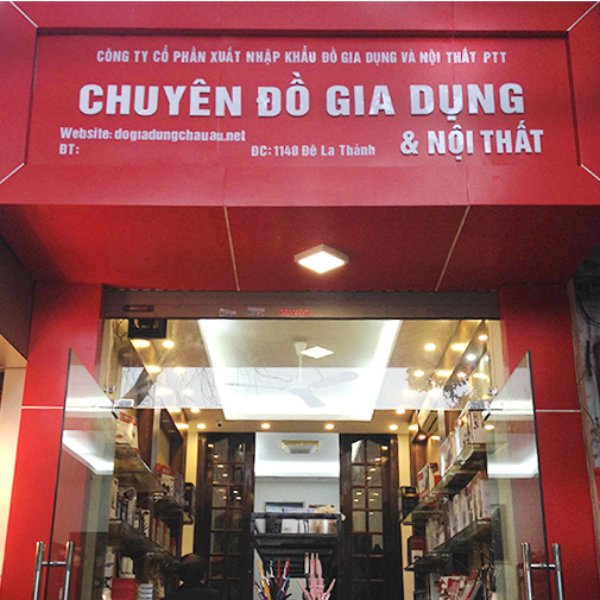 CÔNG TY CỔ PHẦN XUẤT NHẬP KHẨU ĐỒ GIA DỤNG VÀ NỘI THẤT PTT
CHUYÊN ĐỒ GIA DỤNG
& NỘI THẤT
Website: dogiadungchauau.net
ĐT:
ĐC: 1140 Đê La Thành